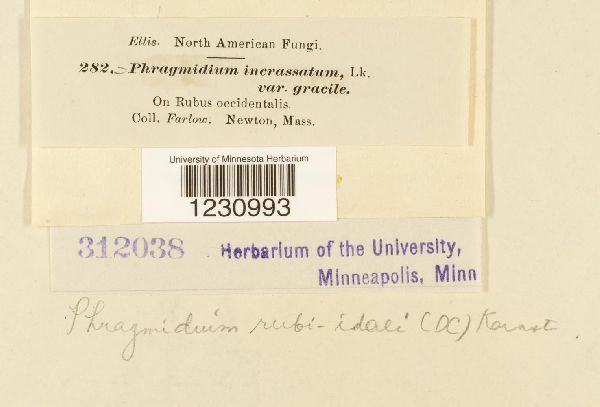 Ellis. North American Fungi.
282. Phragmidium incrassatum, Lk.
var. gracile.
On Rubus occidentalis.
Coll. Farlow. Newton, Mass.
University of Minnesota Herbarium
1230993
312038 Herbarium of the University,
Minneapolis, Minn
Phragmidium rubi-idaei (DC) Karst.